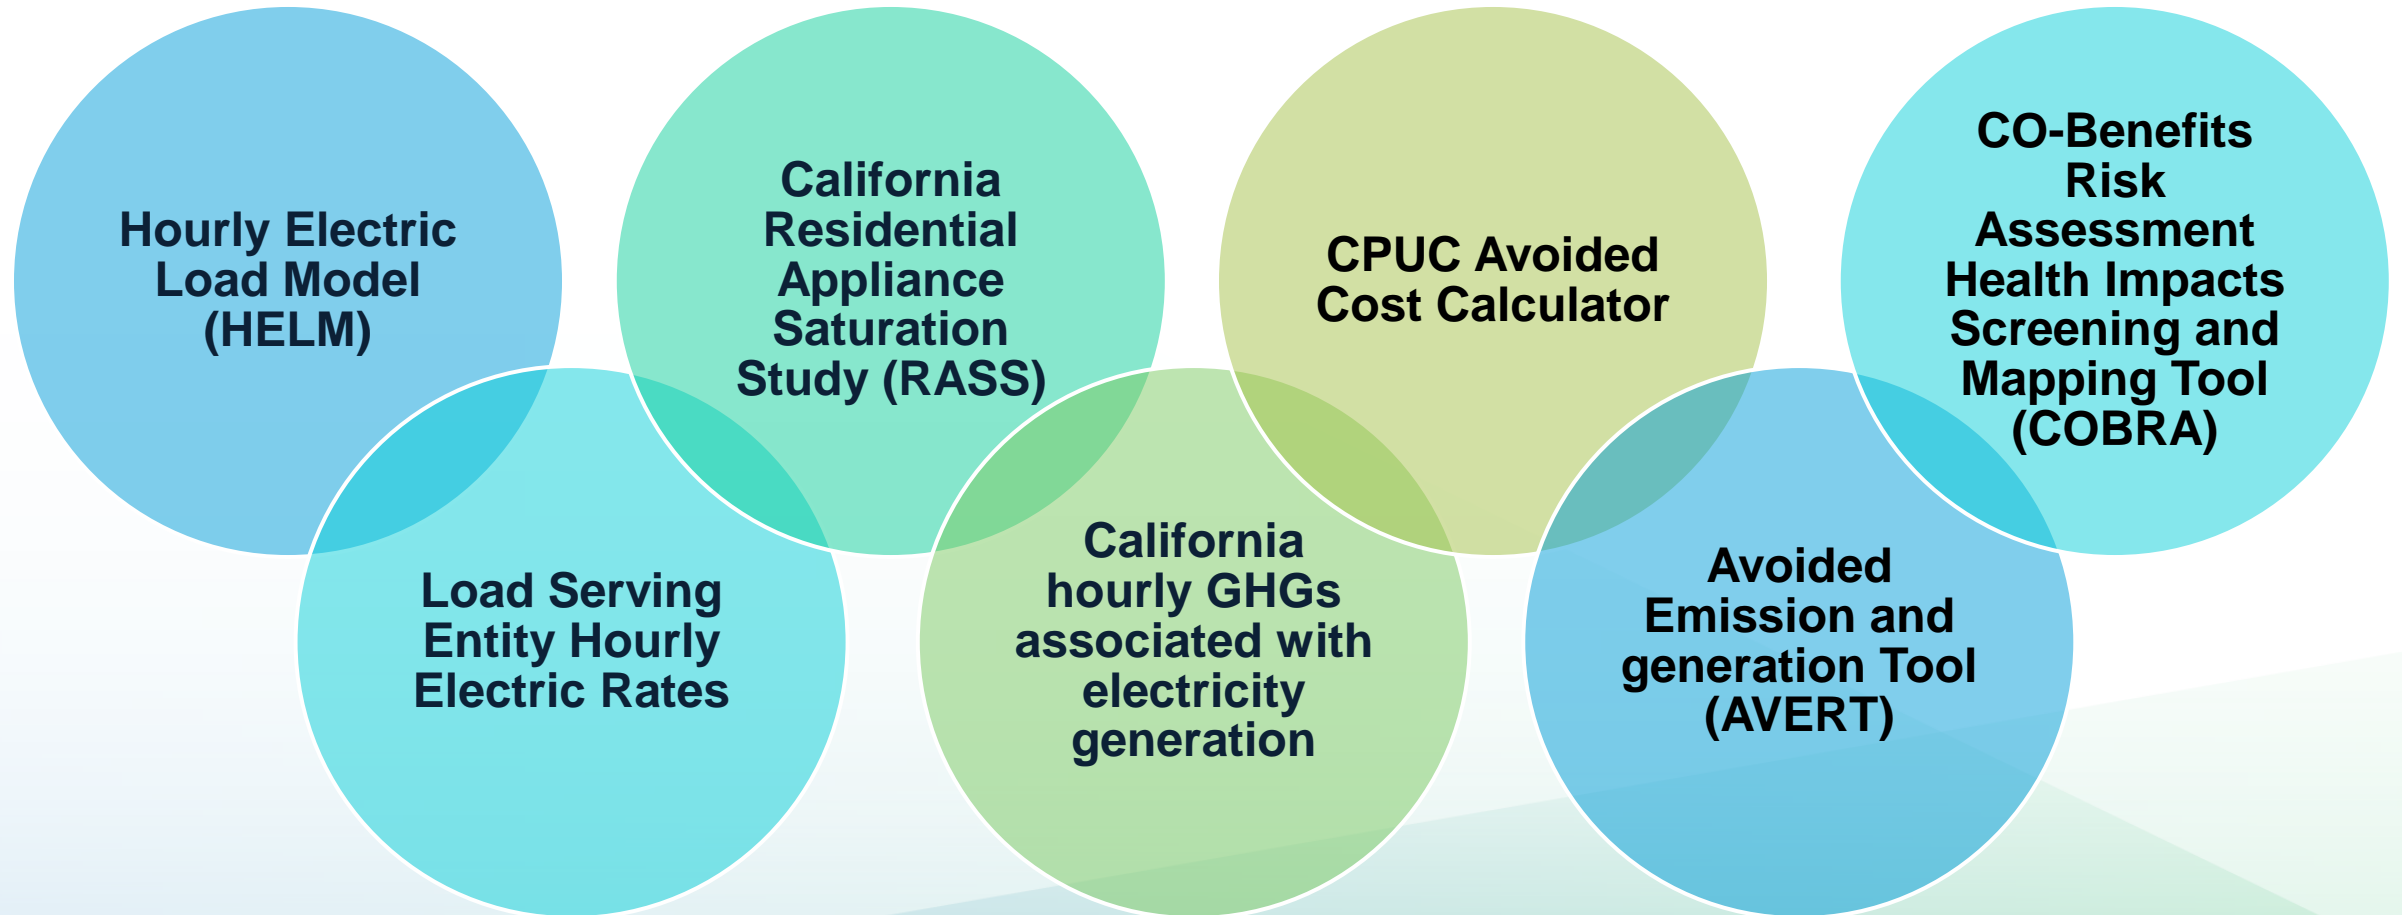 Hourly Electric
Load Model
(HELM)
Load Serving
Entity Hourly
Electric Rates
California
Residential
Appliance
Saturation
Study (RASS)
California
hourly GHGs
associated with
electricity
generation
CPUC Avoided
Cost Calculator
Avoided
Emission and
generation Tool
(AVERT)
CO-Benefits
Risk
Assessment
Health Impacts
Screening and
Mapping Tool
(COBRA)